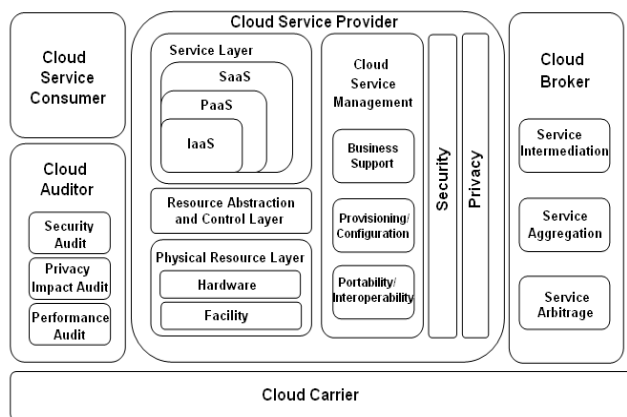 Cloud
Service
Consumer
Cloud
Auditor
Security
Audit
Privacy
Impact Audit
Performance
Audit
Cloud Service Provider
Service Layer
SaaS
PaaS
IaaS
Resource Abstraction
and Control Layer
Physical Resource Layer
Hardware
Facility
Cloud
Service
Management
Business
Support
Provisioning/
Configuration
Portability/
Interoperability
Security
Privacy
Cloud
Broker
Service
Intermediation
Service
Aggregation
Service
Arbitrage
Cloud Carrier